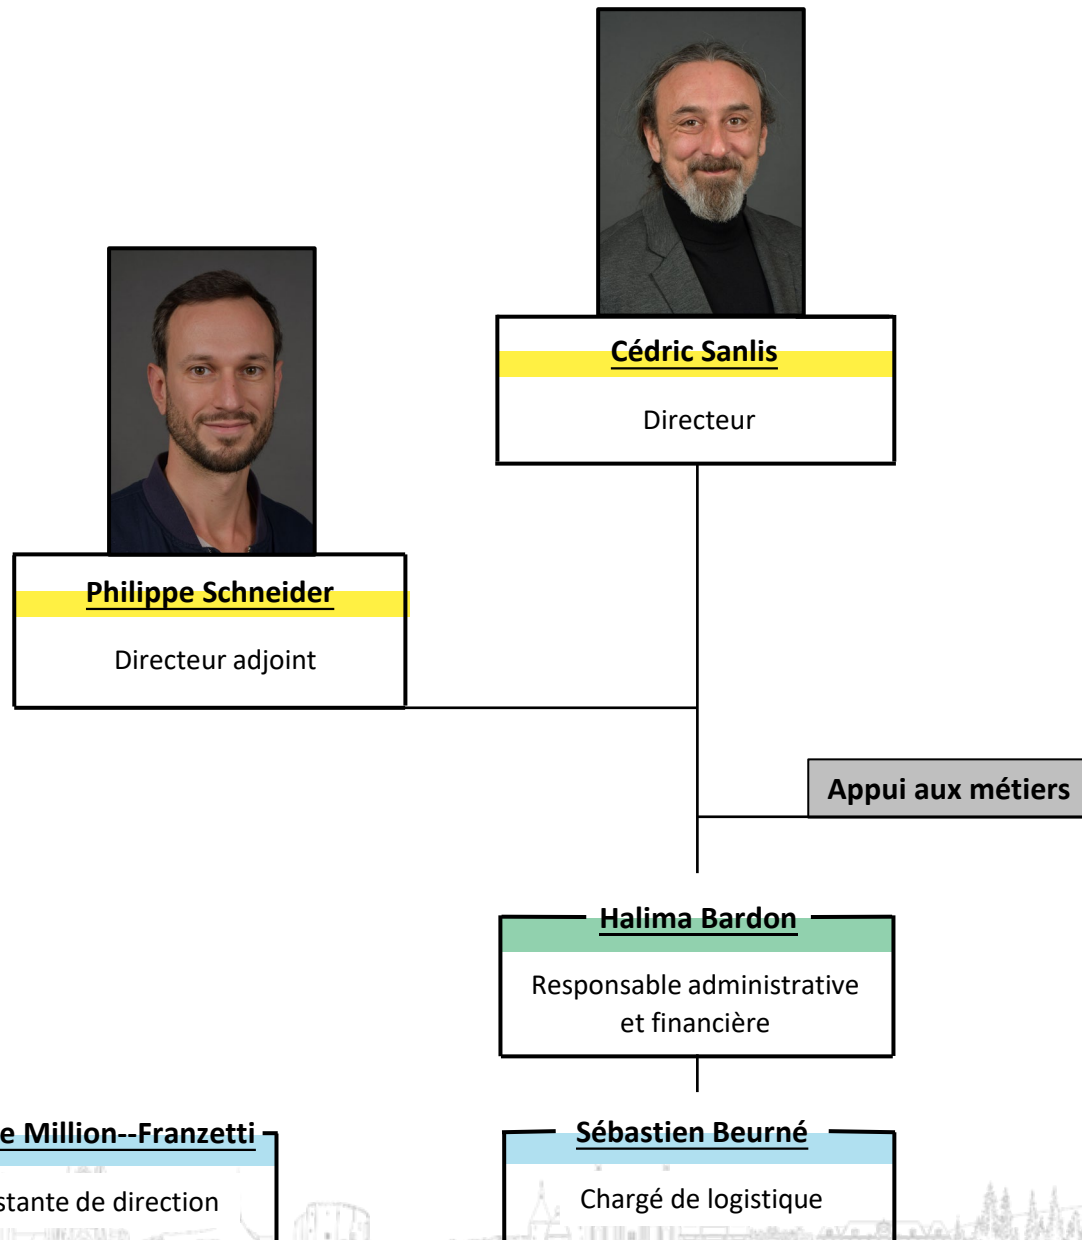 Cédric Sanlis
Directeur
Philippe Schneider
Directeur adjoint
Appui aux métiers
Halima Bardon
Responsable administrative
et financière
e Million--Franzetti
stante de direction
Sébastien Beurné
Chargé de logistique